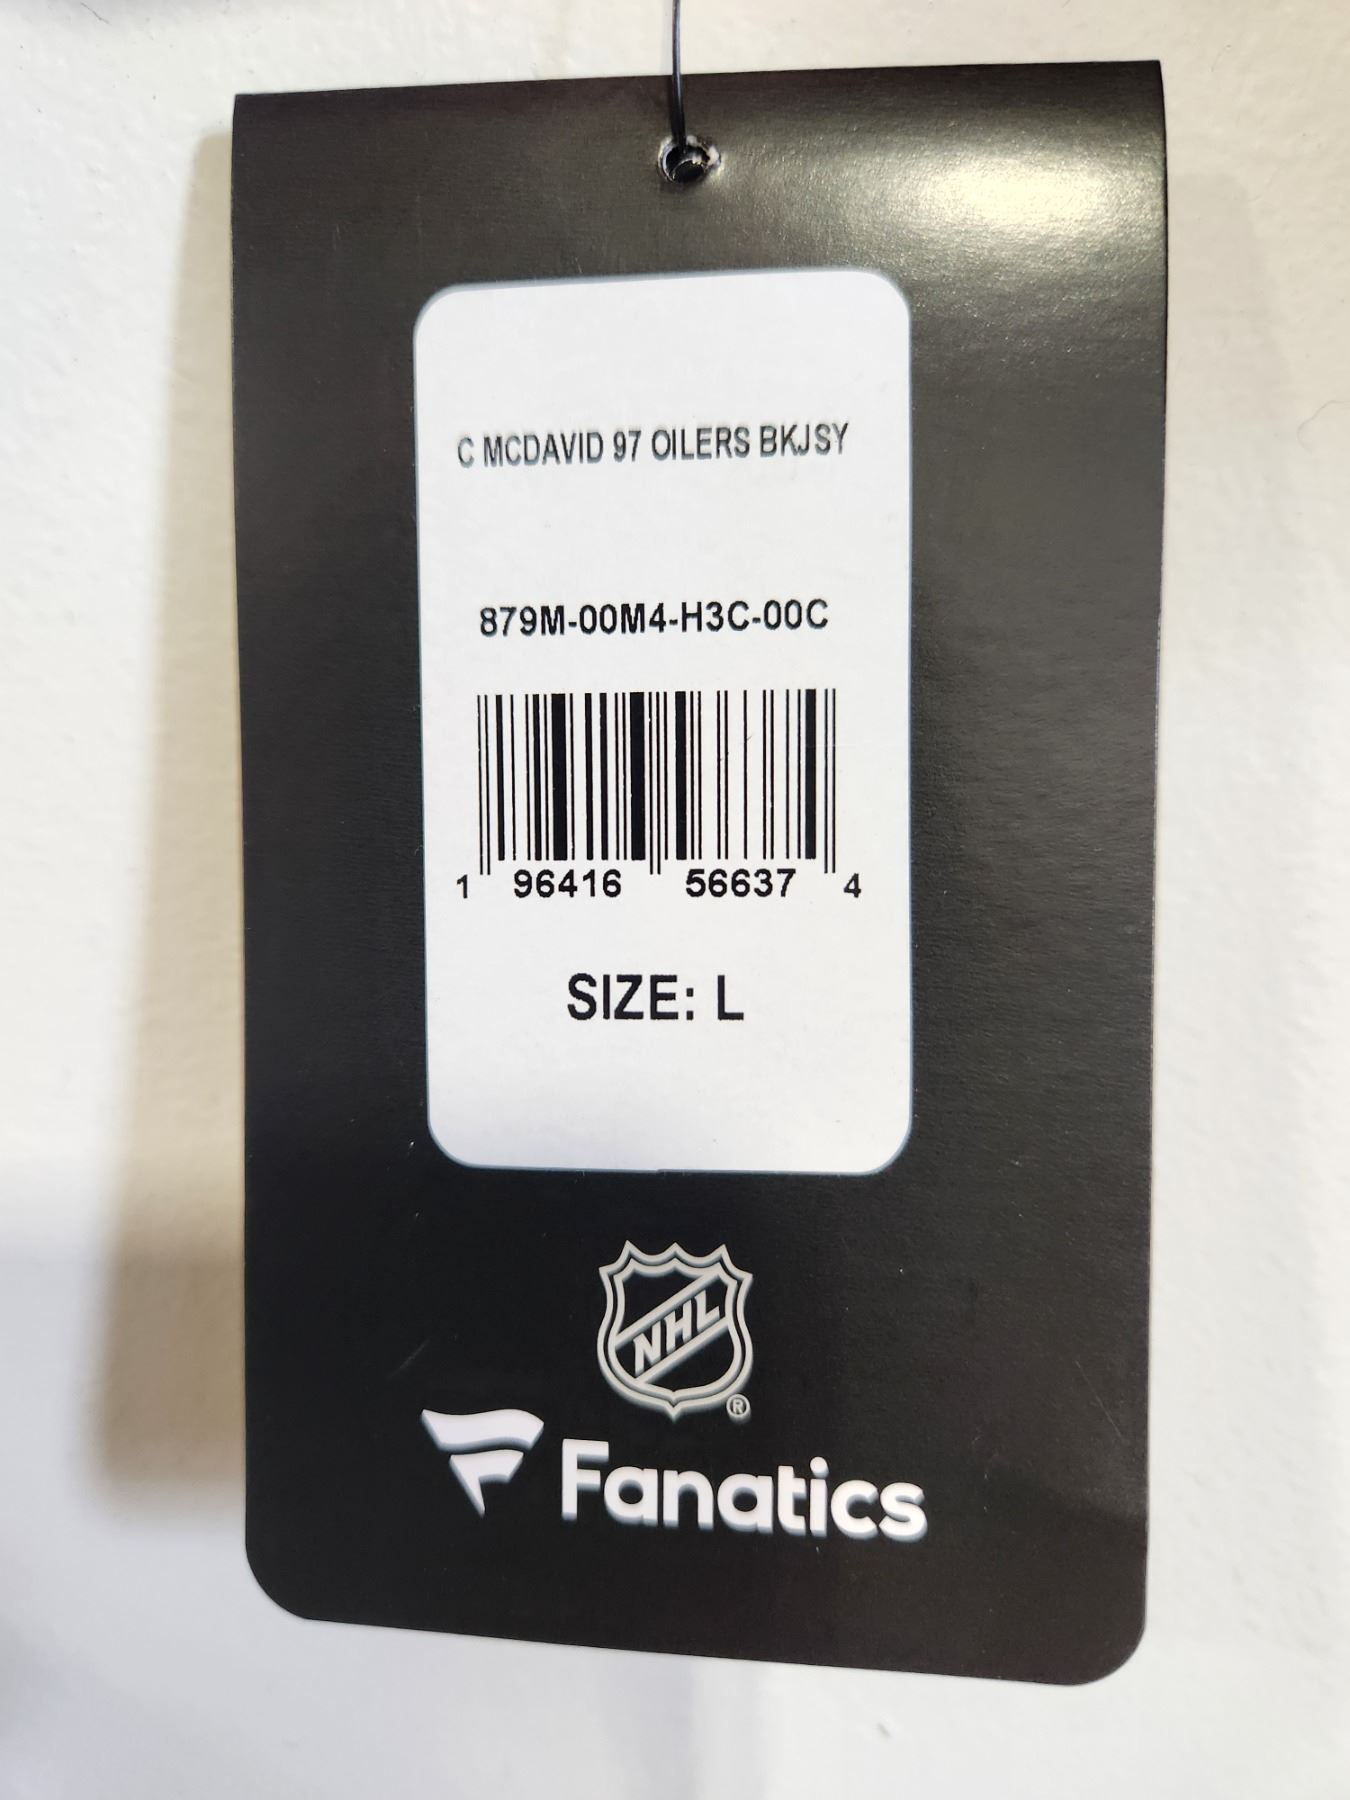 C MCDAVID 97 OILERS BKJSY
879M-00M4-H3C-00C
1 96416 56637 4
SIZE: L
NHL
®
Fanatics